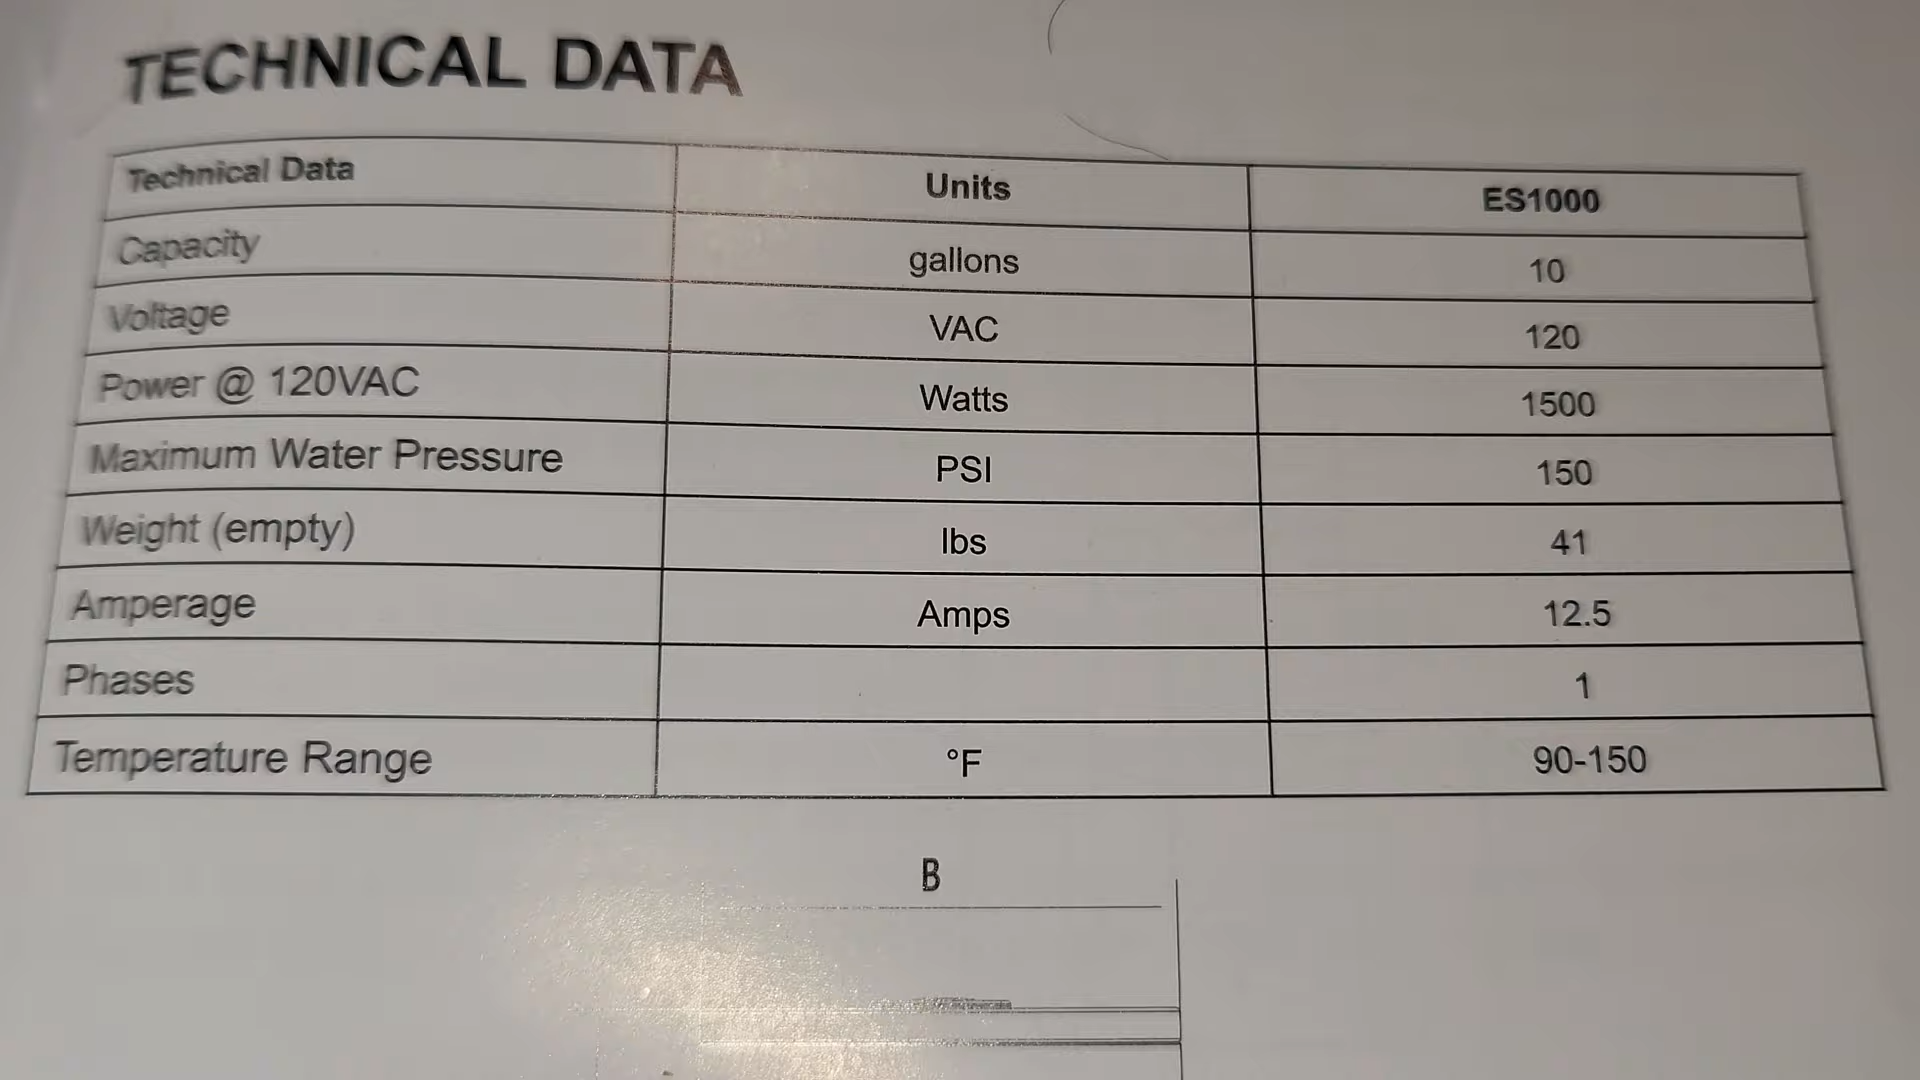 TECHNICAL DATA
Technical Data Units ES1000
Capacity gallons 10
Voltage VAC 120
Power @ 120VAC Watts 1500
Maximum Water Pressure PSI 150
Weight (empty) lbs 41
Amperage Amps 12.5
Phases 1
Temperature Range °F 90-150
B